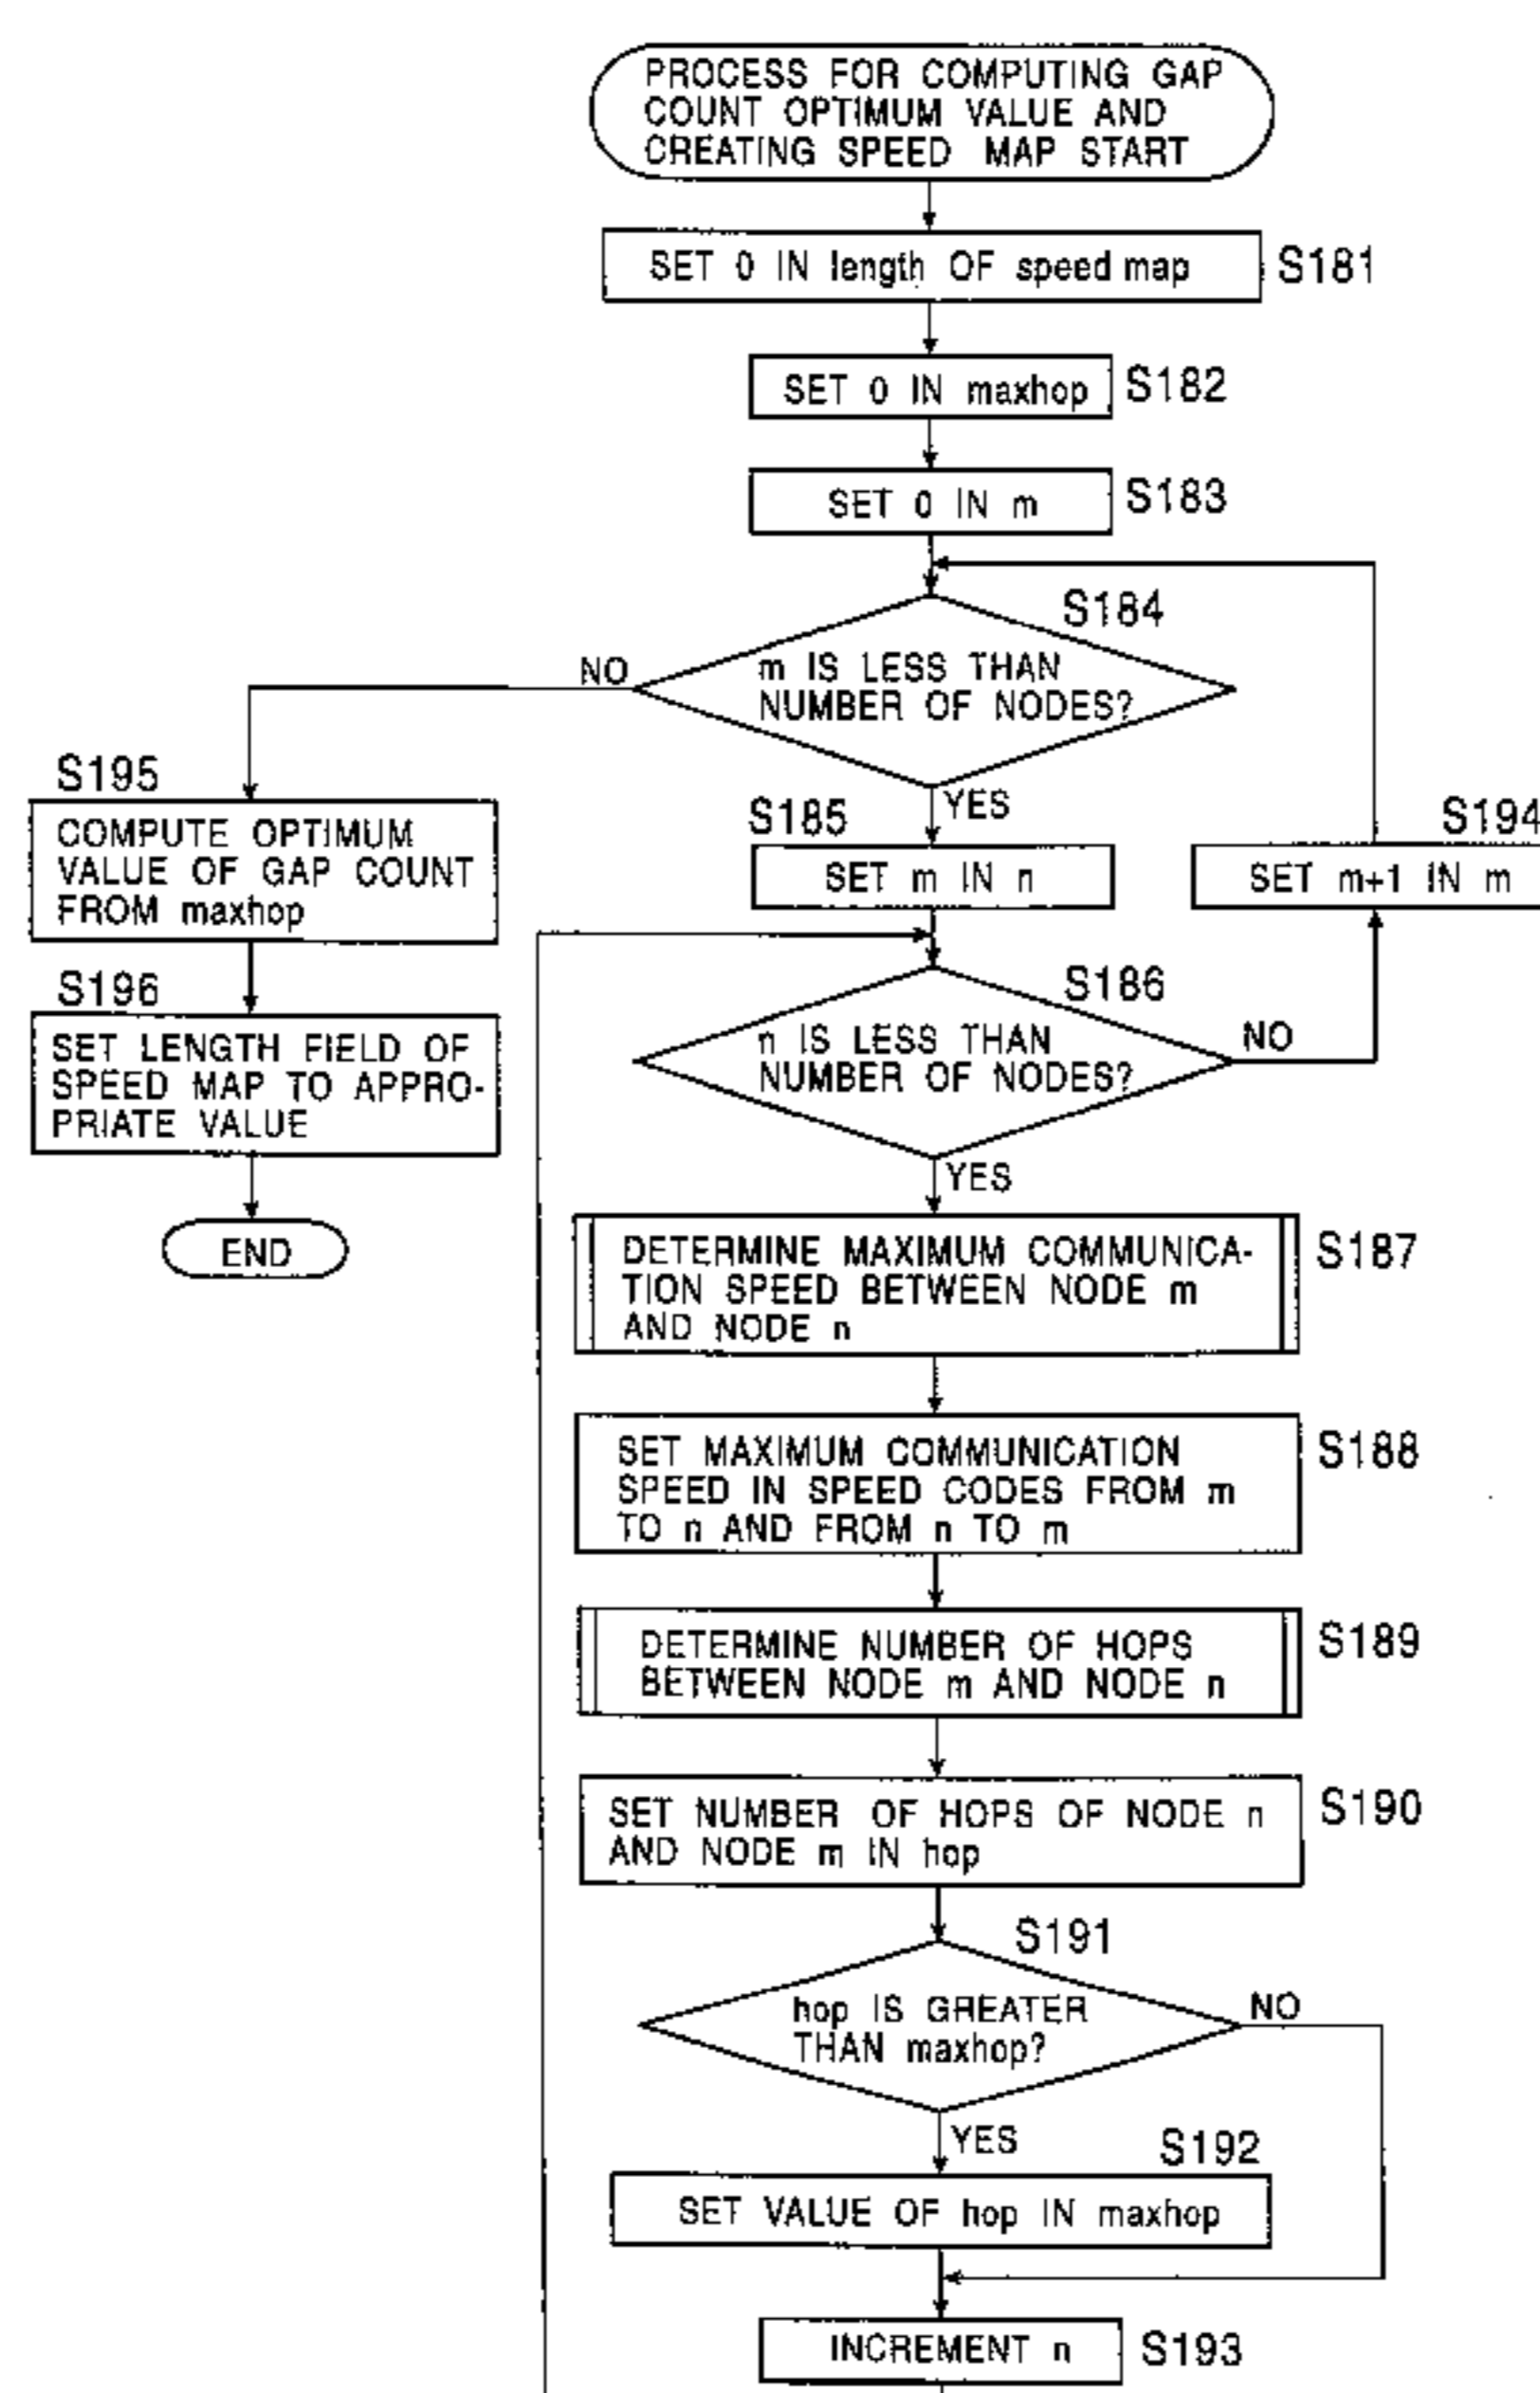 PROCESS FOR COMPUTING GAP
COUNT OPTIMUM VALUE AND
CREATING SPEED MAP START
SET 0 IN length OF speed map
S181
SET 0 IN maxhop
S182
SET 0 IN m
S183
S184
m IS LESS THAN
NUMBER OF NODES?
NO
YES
S195
COMPUTE OPTIMUM
VALUE OF GAP COUNT
FROM maxhop
S196
SET LENGTH FIELD OF
SPEED MAP TO APPRO-
PRIATE VALUE
END
S185
SET m IN n
S194
SET m+1 IN m
S186
n IS LESS THAN
NUMBER OF NODES?
NO
YES
DETERMINE MAXIMUM COMMUNICA-
TION SPEED BETWEEN NODE m
AND NODE n
S187
SET MAXIMUM COMMUNICATION
SPEED IN SPEED CODES FROM m
TO n AND FROM n TO m
S188
DETERMINE NUMBER OF HOPS
BETWEEN NODE m AND NODE n
S189
SET NUMBER OF HOPS OF NODE n
AND NODE m IN hop
S190
S191
hop IS GREATER
THAN maxhop?
NO
YES
S192
SET VALUE OF hop IN maxhop
INCREMENT n
S193